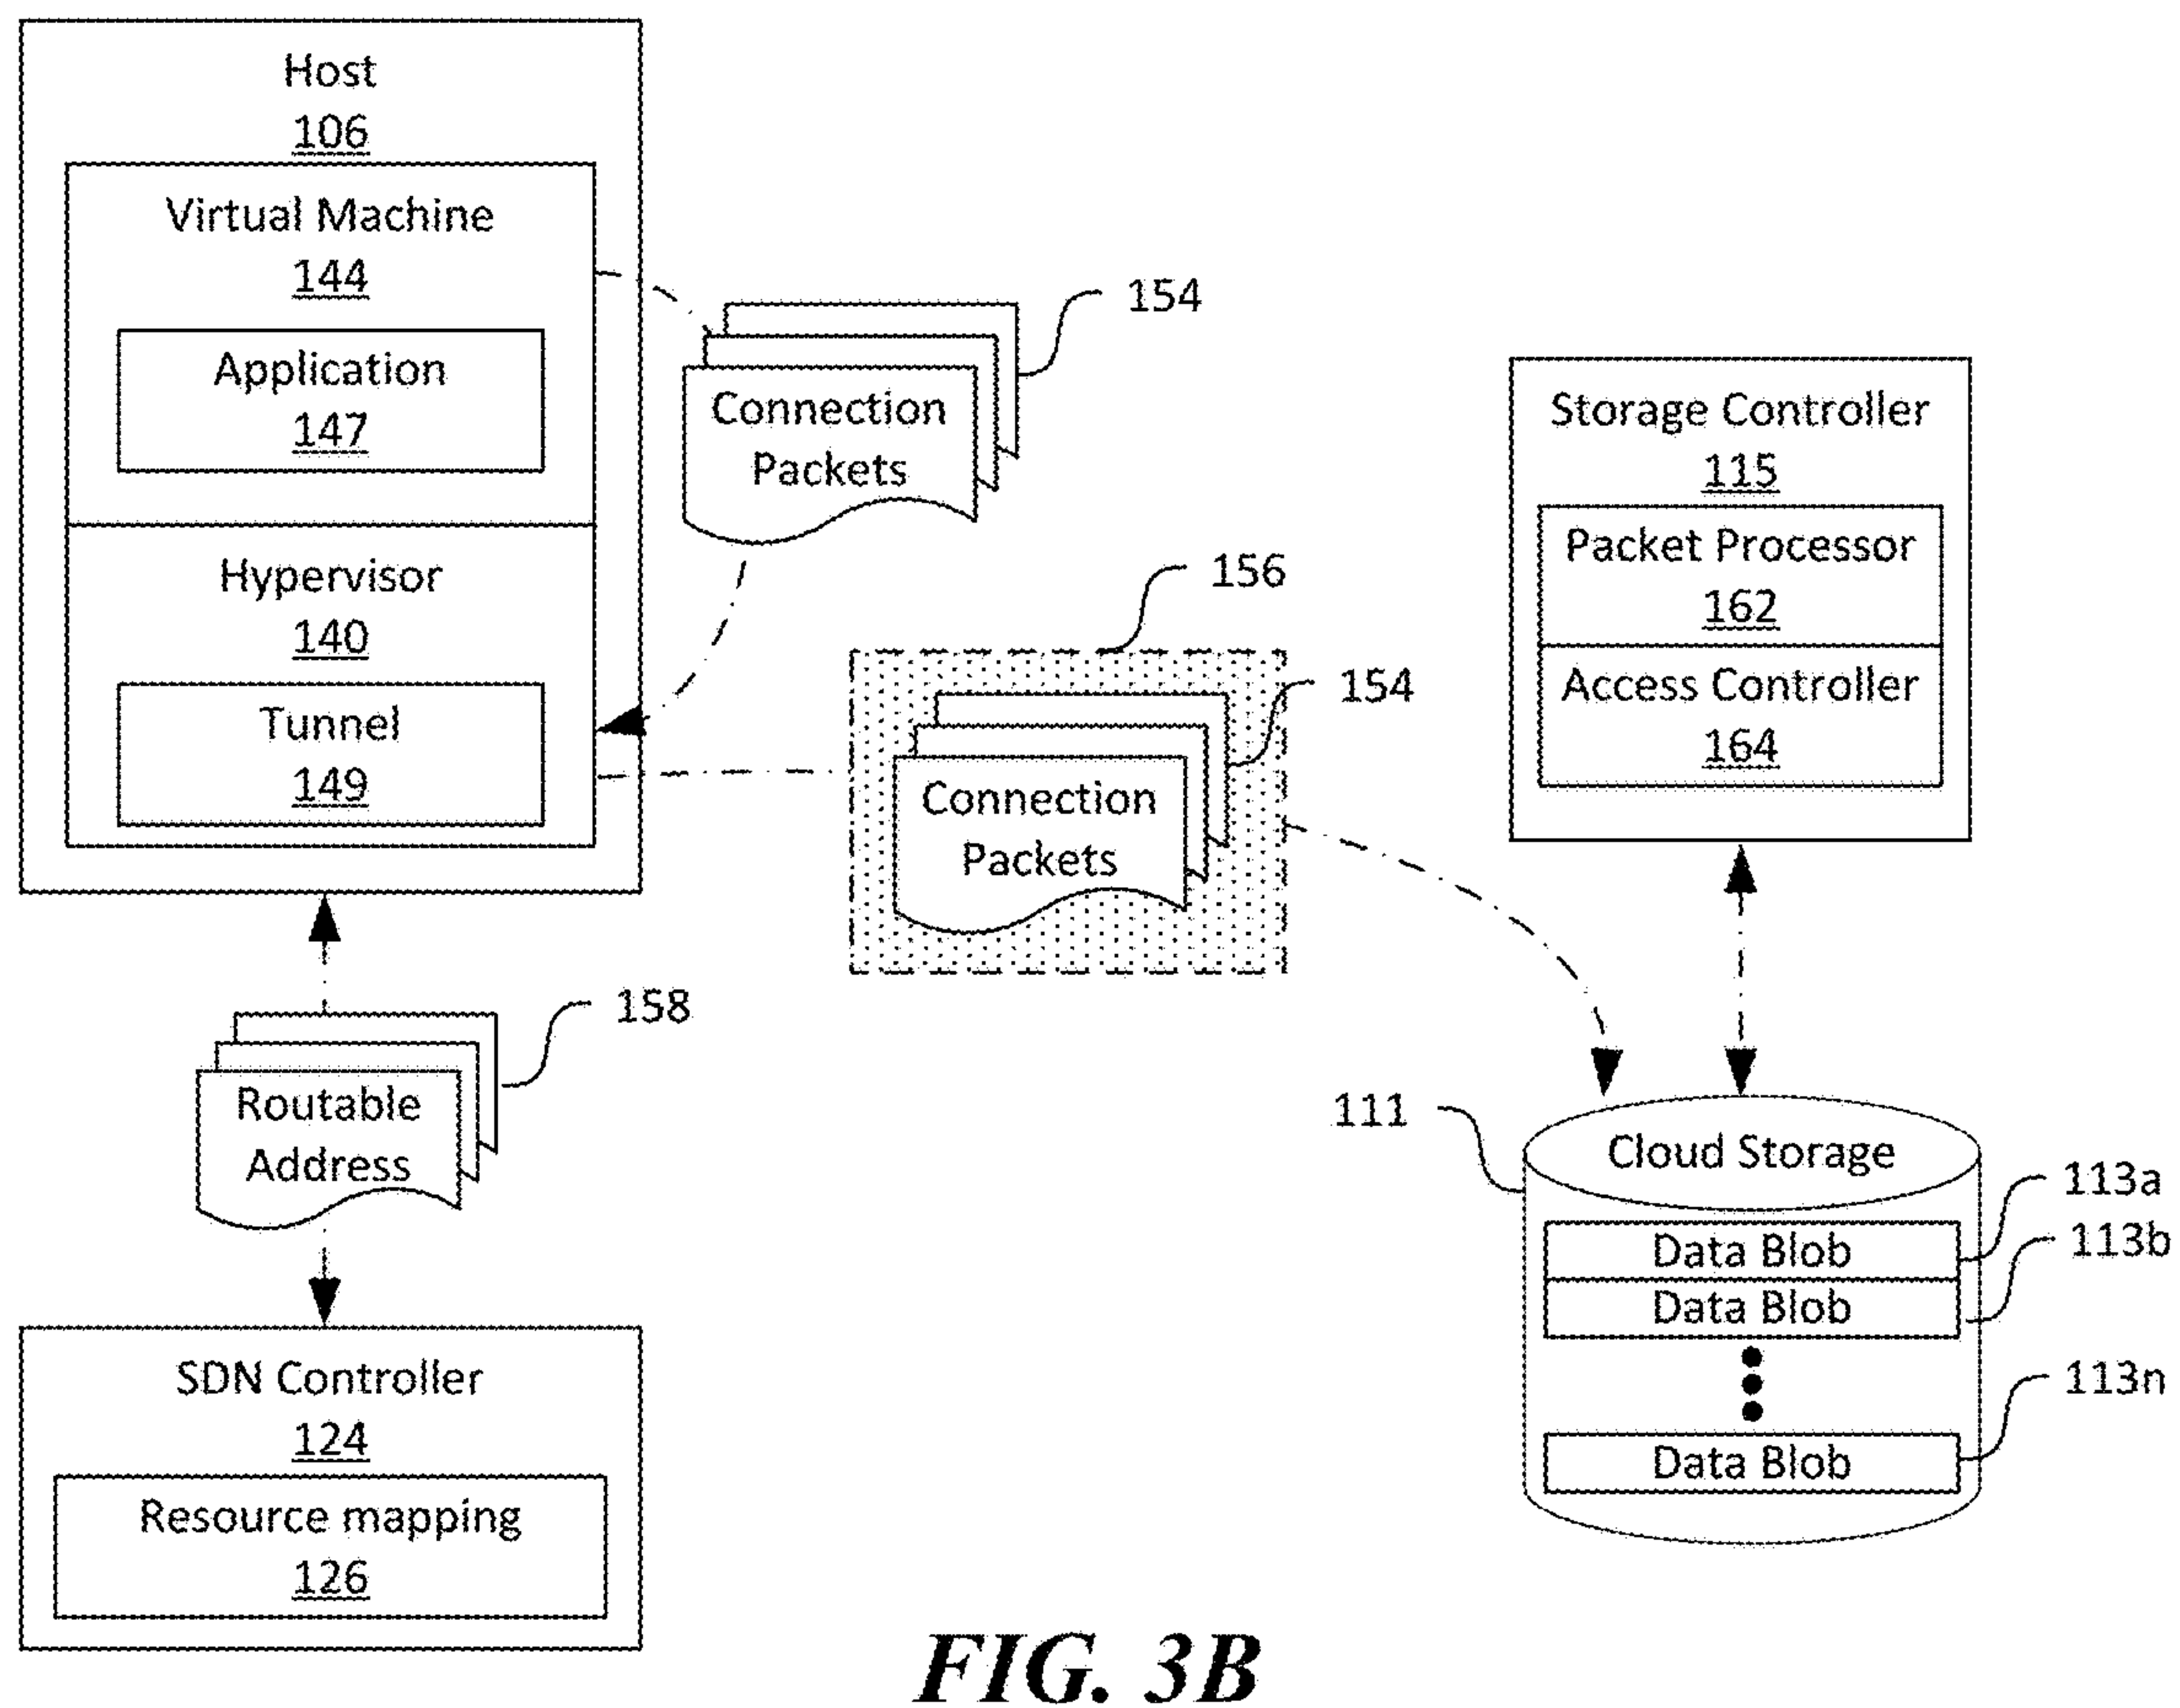 Host
106
Virtual Machine
144
Application
147
Hypervisor
140
Tunnel
149
154
Connection
Packets
156
154
Connection
Packets
Storage Controller
115
Packet Processor
162
Access Controller
164
158
Routable
Address
SDN Controller
124
Resource mapping
126
111
Cloud Storage
113a
Data Blob
113b
Data Blob
113n
Data Blob
FIG. 3B